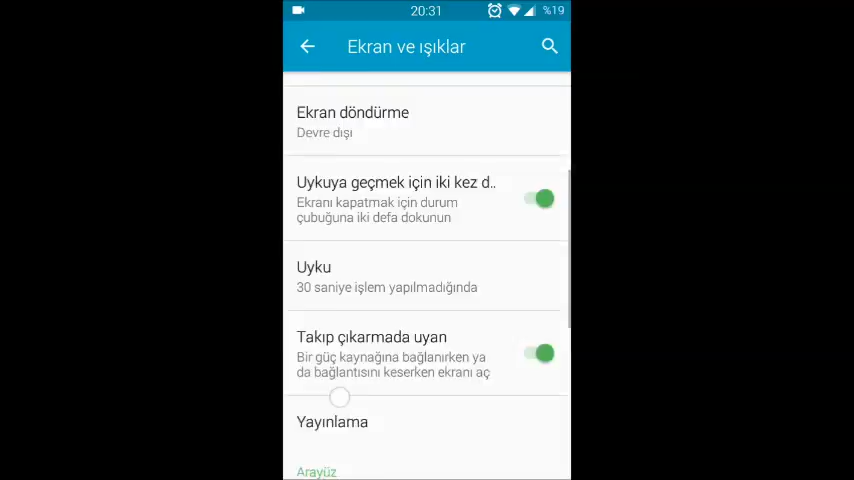 20:31
%19
Ekran ve ışıklar
Ekran döndürme
Devre dışı
Uykuya geçmek için iki kez d..
Ekranı kapatmak için durum
çubuğuna iki defa dokunun
Uyku
30 saniye işlem yapılmadığında
Takıp çıkarmada uyan
Bir güç kaynağına bağlanırken ya
da bağlantısını keserken ekranı aç
Yayınlama
Arayüz